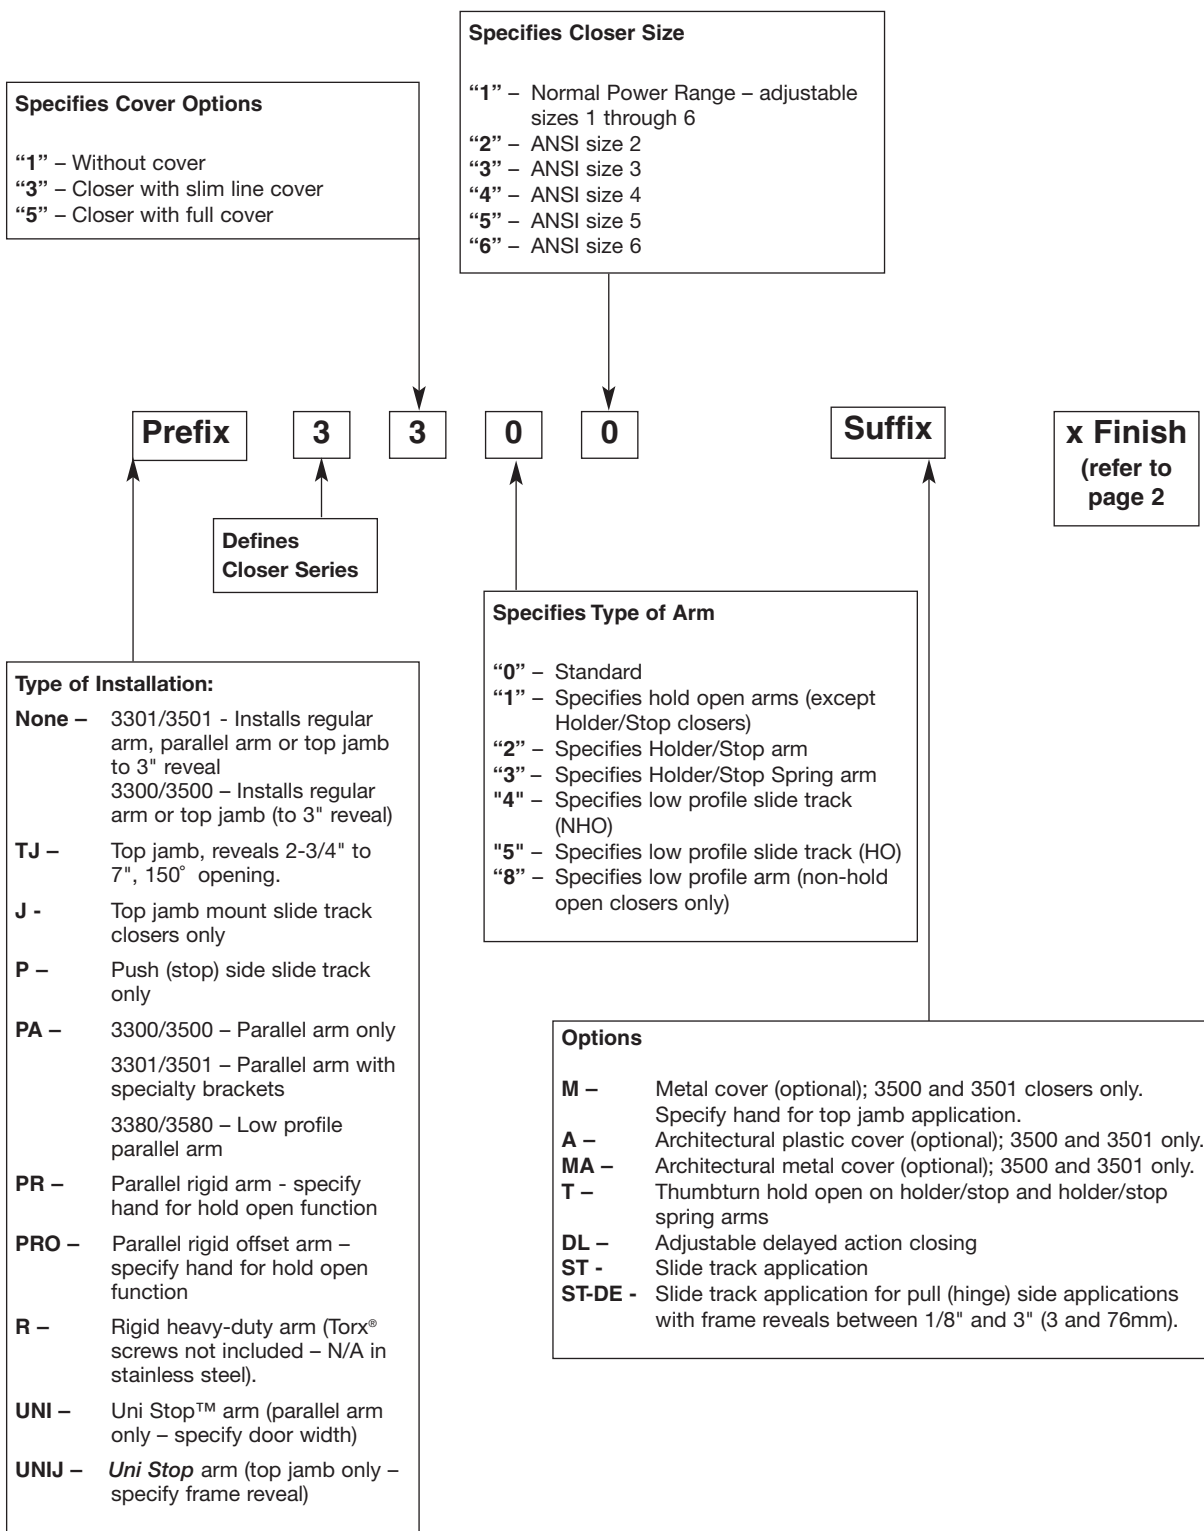 Specifies Closer Size
“1” – Normal Power Range – adjustable
sizes 1 through 6
“2” – ANSI size 2
“3” – ANSI size 3
“4” – ANSI size 4
“5” – ANSI size 5
“6” – ANSI size 6
Specifies Cover Options
“1” – Without cover
“3” – Closer with slim line cover
“5” – Closer with full cover
Prefix 3 3 0 0 Suffix
x Finish
(refer to
page 2
Defines
Closer Series
Specifies Type of Arm
“0” – Standard
“1” – Specifies hold open arms (except
Holder/Stop closers)
“2” – Specifies Holder/Stop arm
“3” – Specifies Holder/Stop Spring arm
"4" – Specifies low profile slide track
(NHO)
"5" – Specifies low profile slide track (HO)
“8” – Specifies low profile arm (non-hold
open closers only)
Type of Installation:
None – 3301/3501 - Installs regular
arm, parallel arm or top jamb
to 3" reveal
3300/3500 – Installs regular
arm or top jamb (to 3" reveal)
TJ – Top jamb, reveals 2-3/4" to
7", 150° opening.
J - Top jamb mount slide track
closers only
P – Push (stop) side slide track
only
PA – 3300/3500 – Parallel arm only
3301/3501 – Parallel arm with
specialty brackets
3380/3580 – Low profile
parallel arm
PR – Parallel rigid arm - specify
hand for hold open function
PRO – Parallel rigid offset arm –
specify hand for hold open
function
R – Rigid heavy-duty arm (Torx®
screws not included – N/A in
stainless steel).
UNI – Uni Stop™ arm (parallel arm
only – specify door width)
UNIJ – Uni Stop arm (top jamb only –
specify frame reveal)
Options
M – Metal cover (optional); 3500 and 3501 closers only.
Specify hand for top jamb application.
A – Architectural plastic cover (optional); 3500 and 3501 only.
MA – Architectural metal cover (optional); 3500 and 3501 only.
T – Thumbturn hold open on holder/stop and holder/stop
spring arms
DL – Adjustable delayed action closing
ST - Slide track application
ST-DE - Slide track application for pull (hinge) side applications
with frame reveals between 1/8" and 3" (3 and 76mm).